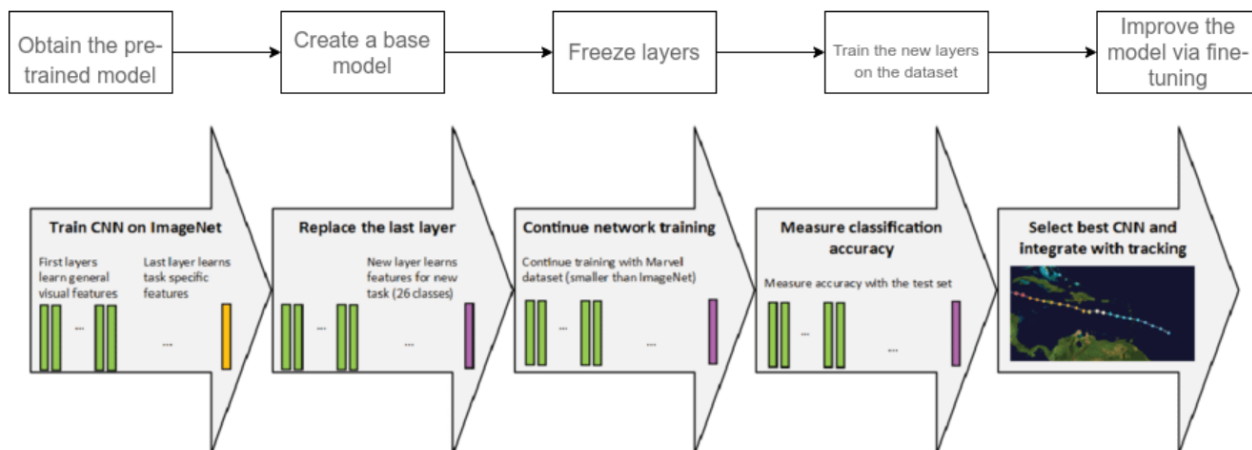 Obtain the pre-
trained model
Create a base
model
Freeze layers
Train the new layers
on the dataset
Improve the
model via fine-
tuning
Train CNN on ImageNet
First layers
learn general
visual features
Last layer learns
task specific
features
...
...
Replace the last layer
New layer learns
features for new
task (26 classes)
...
...
Continue network training
Continue training with Marvell
dataset (smaller than ImageNet)
...
...
Measure classification
accuracy
Measure accuracy with the test set
...
...
Select best CNN and
integrate with tracking